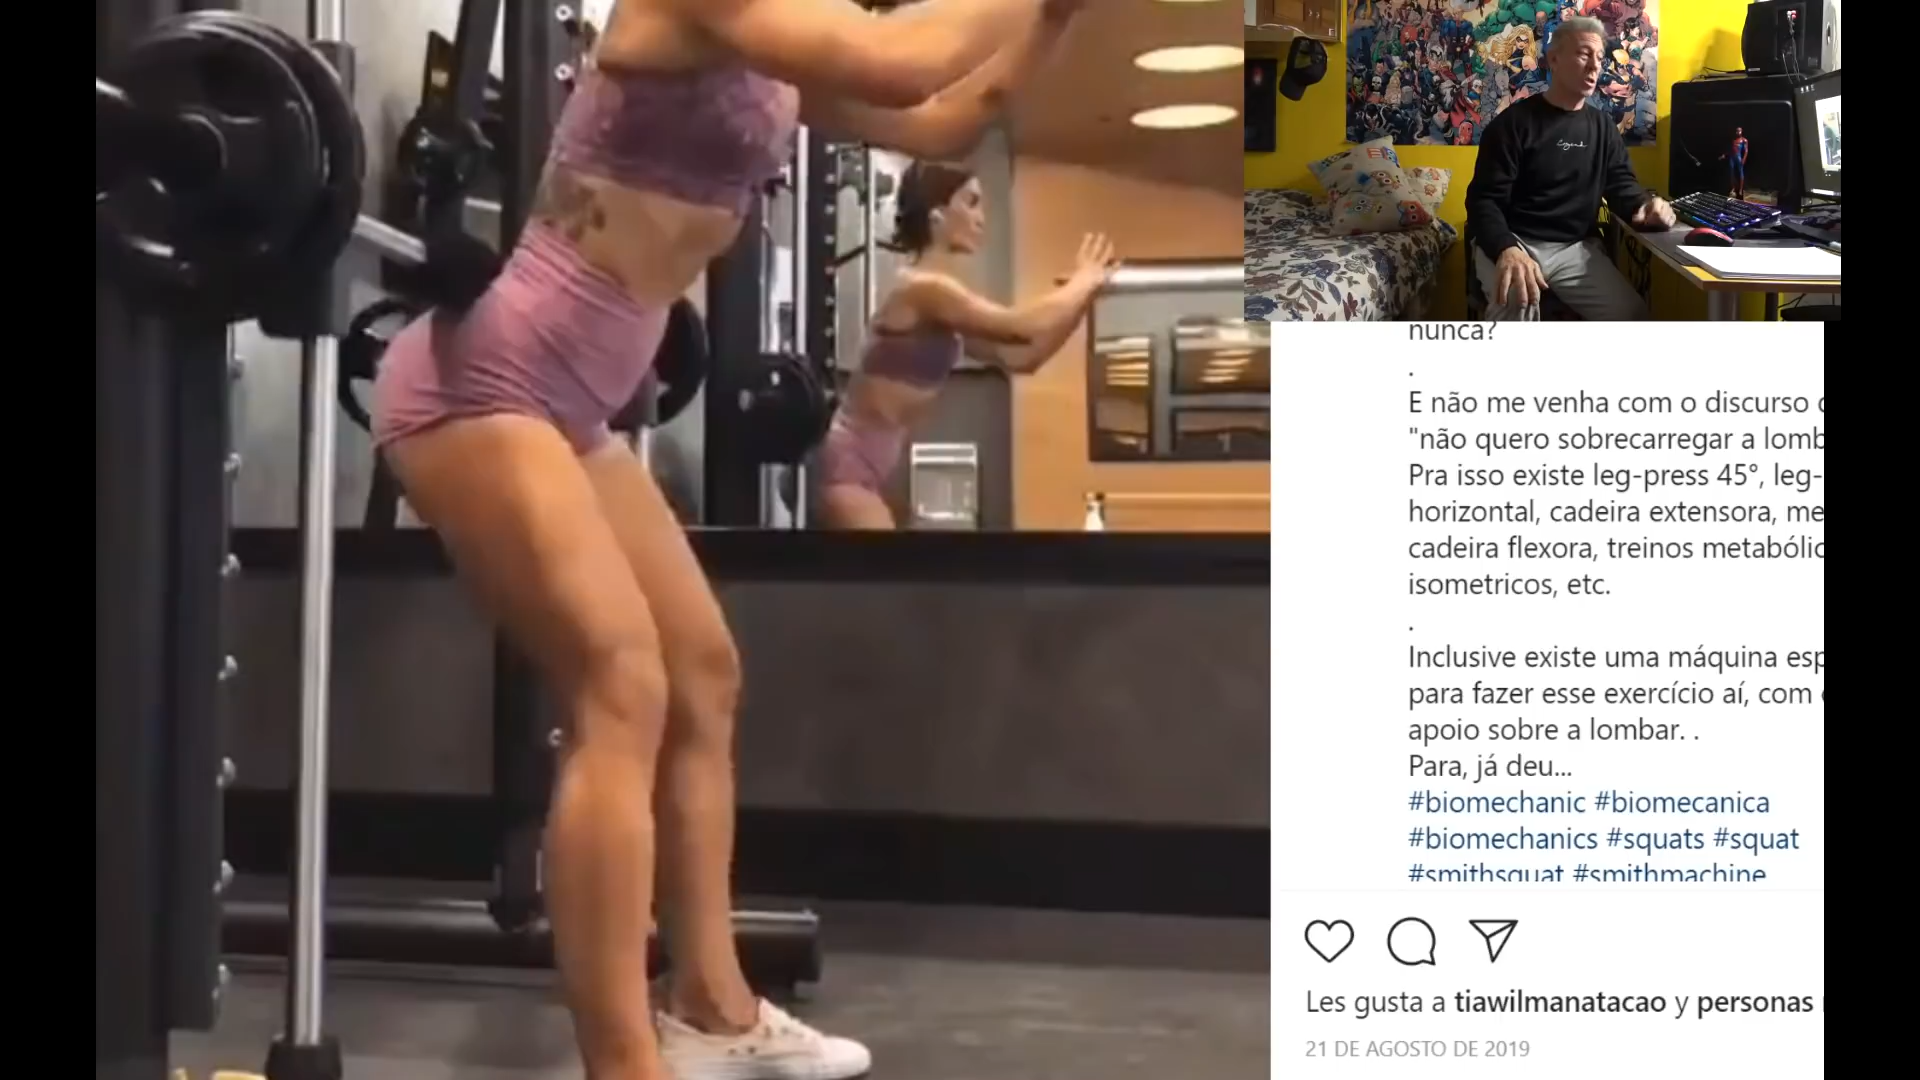 nunca?
.
E não me venha com o discurso
"não quero sobrecarregar a lomb
Pra isso existe leg-press 45°, leg-
horizontal, cadeira extensora, me
cadeira flexora, treinos metabólic
isometricos, etc.
.
Inclusive existe uma máquina esp
para fazer esse exercício aí, com
apoio sobre a lombar. .
Para, já deu...
#biomechanic #biomecanica
#biomechanics #squats #squat
#smithsquat #smithmachine
Les gusta a tiawilmanatacao y personas
21 DE AGOSTO DE 2019